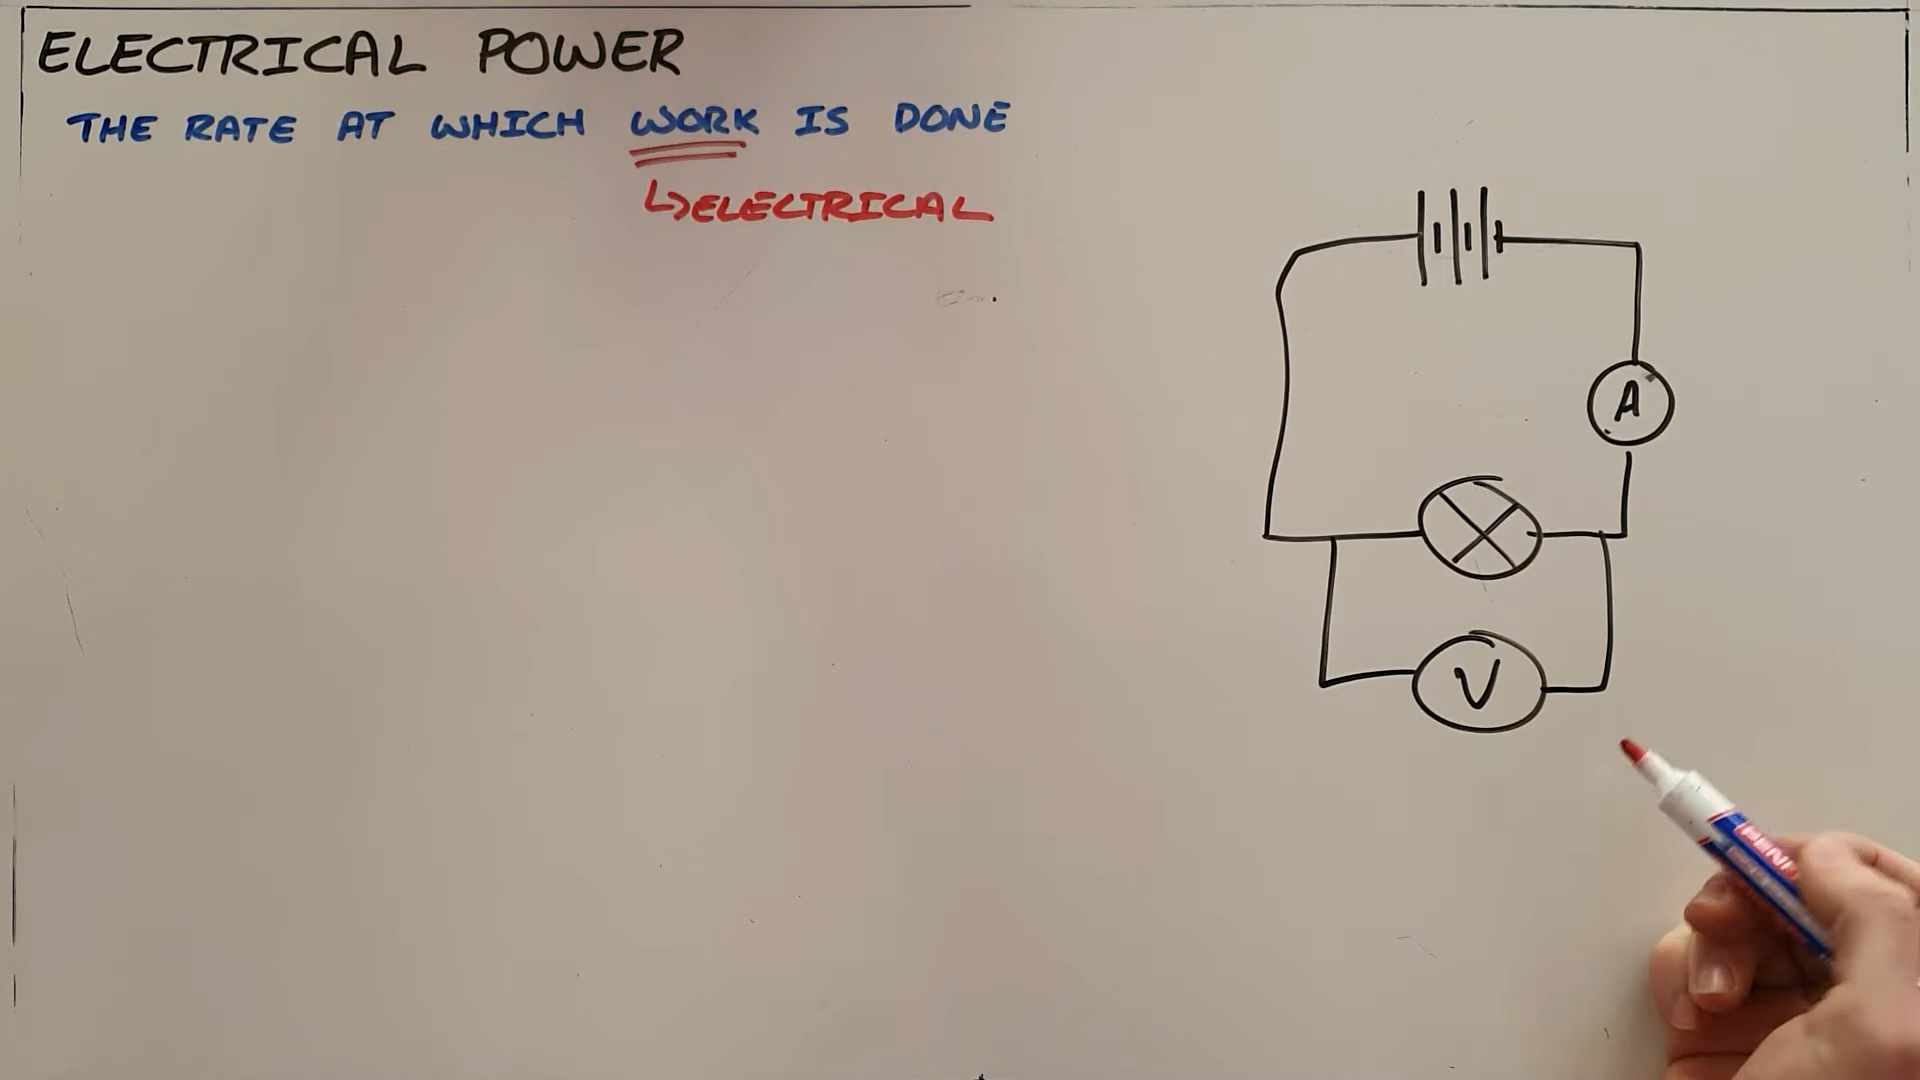 ELECTRICAL POWER
THE RATE AT WHICH WORK IS DONE
↳ELECTRICAL
A
V